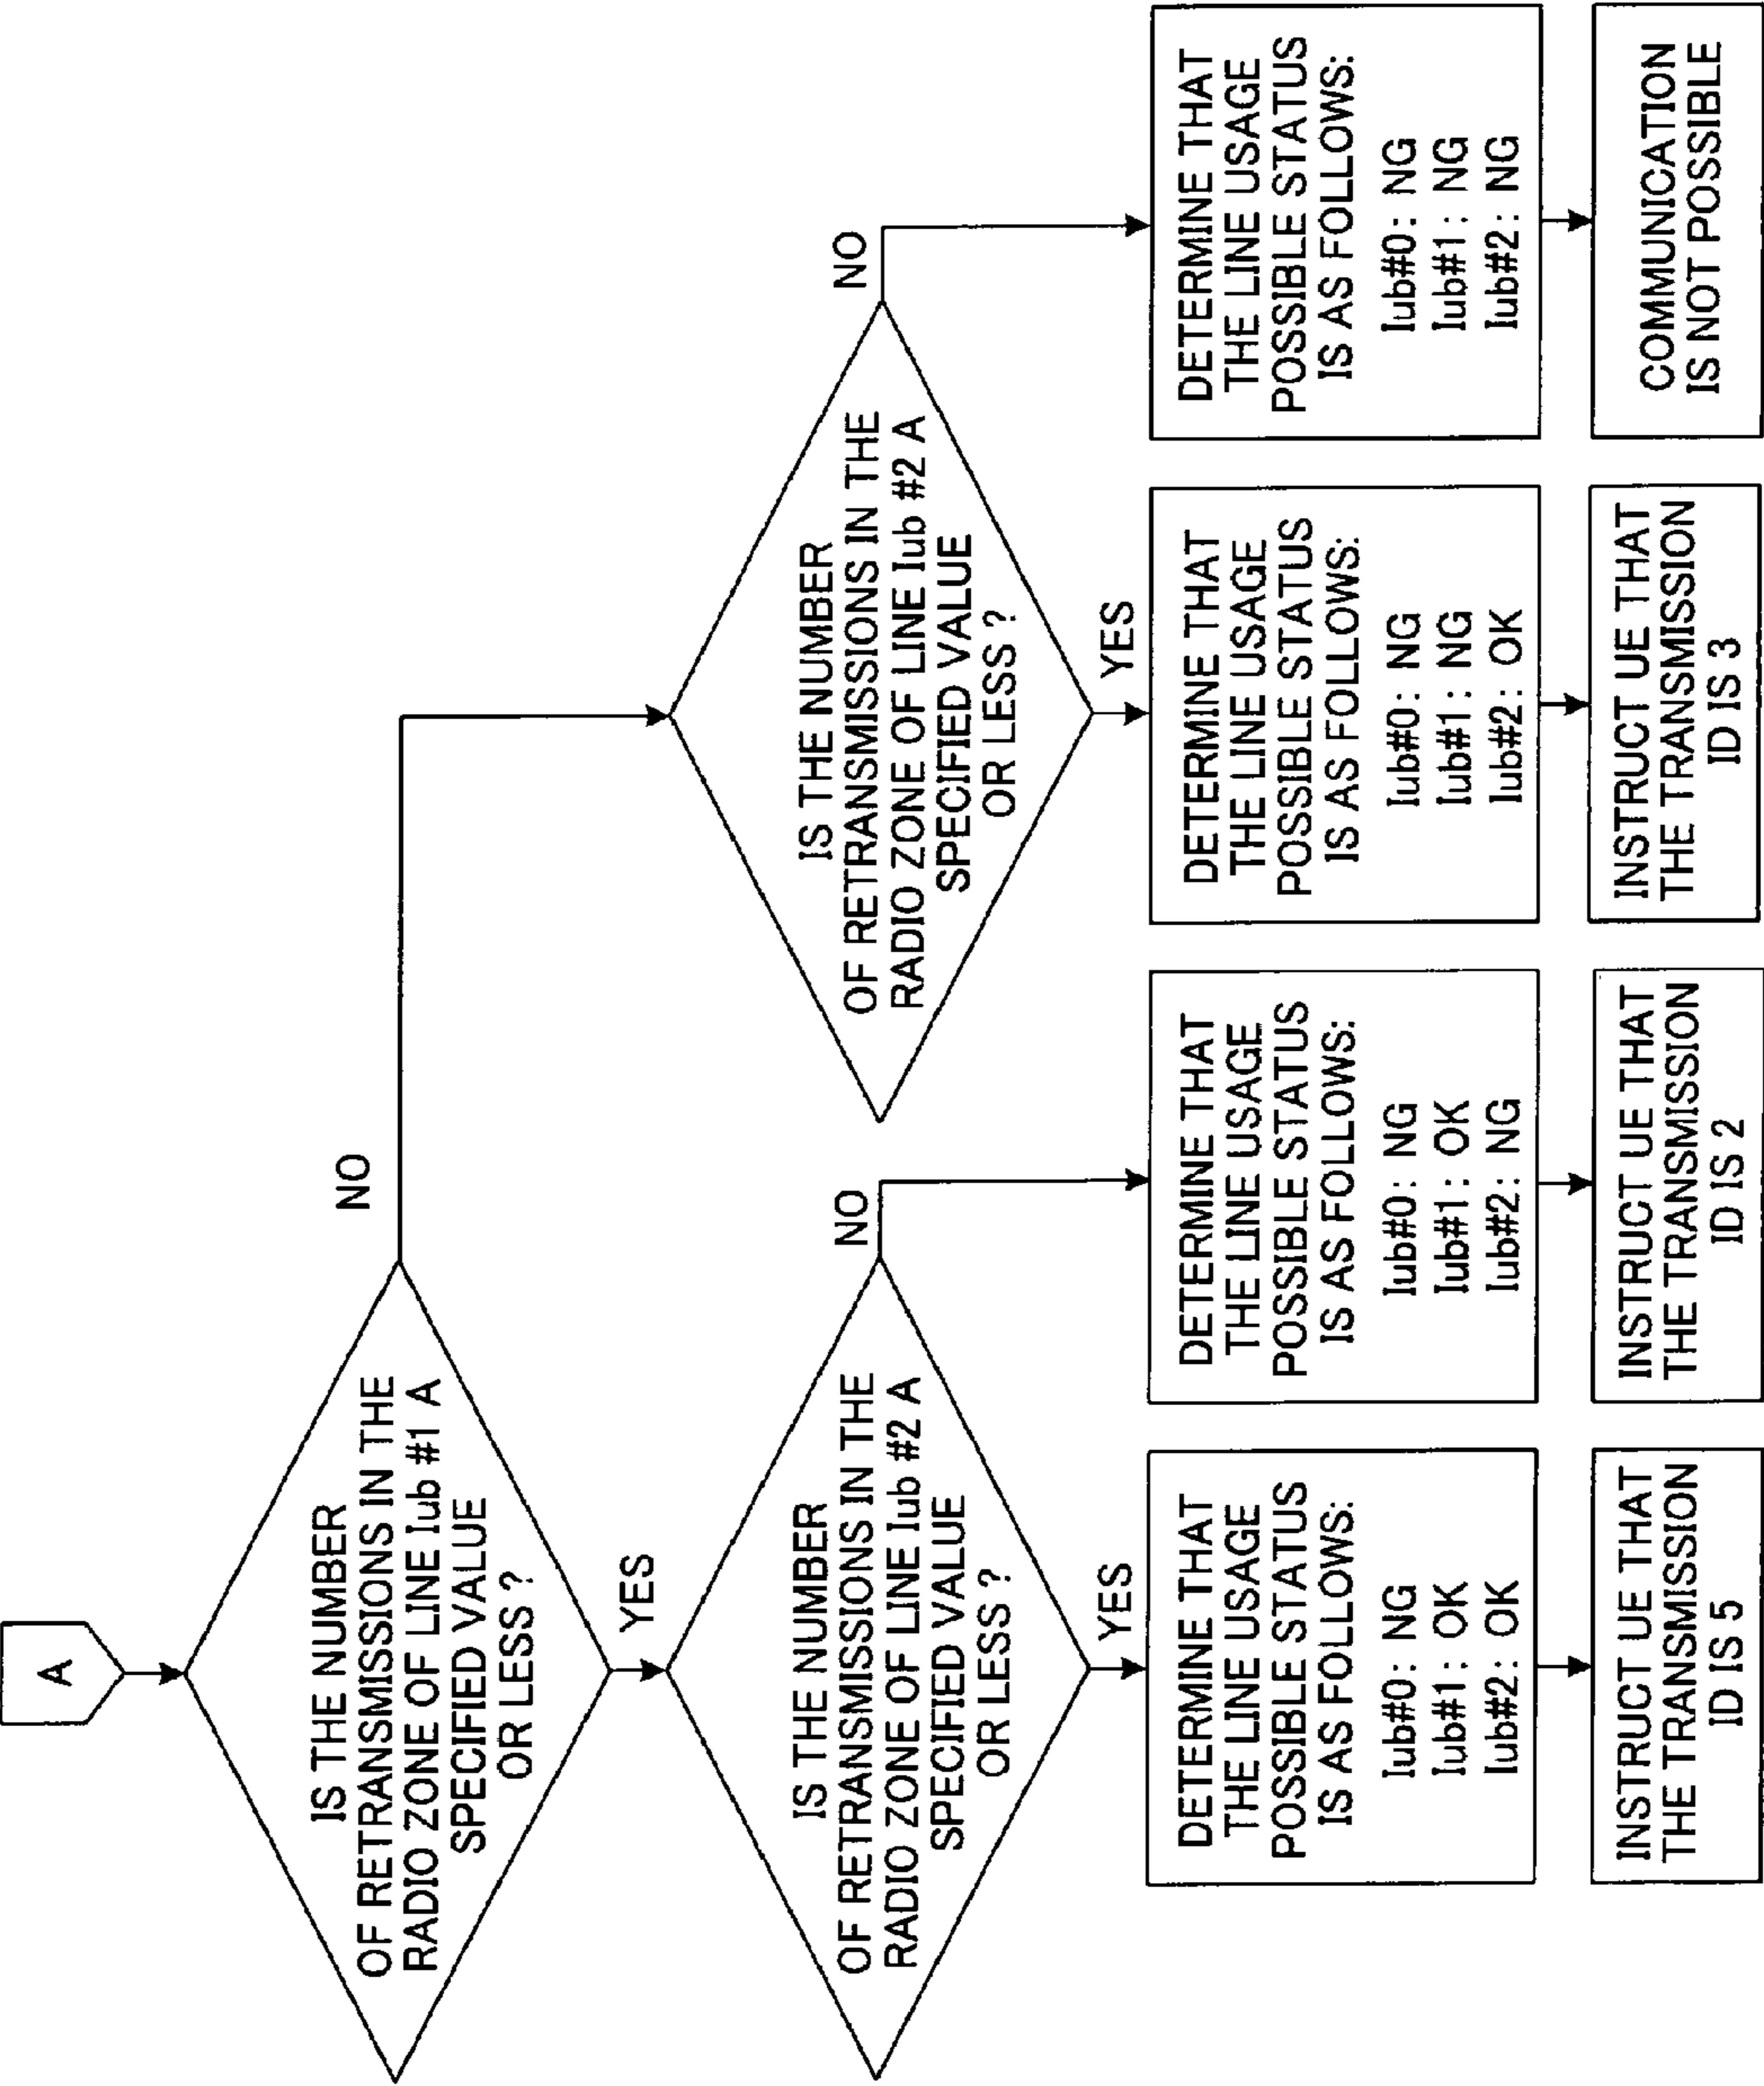 A
IS THE NUMBER
OF RETRANSMISSIONS IN THE
RADIO ZONE OF LINE Iub #1 A
SPECIFIED VALUE
OR LESS ?
NO
YES
IS THE NUMBER
OF RETRANSMISSIONS IN THE
RADIO ZONE OF LINE Iub #2 A
SPECIFIED VALUE
OR LESS ?
NO
YES
IS THE NUMBER
OF RETRANSMISSIONS IN THE
RADIO ZONE OF LINE Iub #2 A
SPECIFIED VALUE
OR LESS ?
NO
YES
DETERMINE THAT
THE LINE USAGE
POSSIBLE STATUS
IS AS FOLLOWS:
Iub#0: NG
Iub#1: OK
Iub#2: OK
DETERMINE THAT
THE LINE USAGE
POSSIBLE STATUS
IS AS FOLLOWS:
Iub#0: NG
Iub#1: OK
Iub#2: NG
DETERMINE THAT
THE LINE USAGE
POSSIBLE STATUS
IS AS FOLLOWS:
Iub#0: NG
Iub#1: NG
Iub#2: OK
DETERMINE THAT
THE LINE USAGE
POSSIBLE STATUS
IS AS FOLLOWS:
Iub#0: NG
Iub#1: NG
Iub#2: NG
INSTRUCT UE THAT
THE TRANSMISSION
ID IS 5
INSTRUCT UE THAT
THE TRANSMISSION
ID IS 2
INSTRUCT UE THAT
THE TRANSMISSION
ID IS 3
COMMUNICATION
IS NOT POSSIBLE